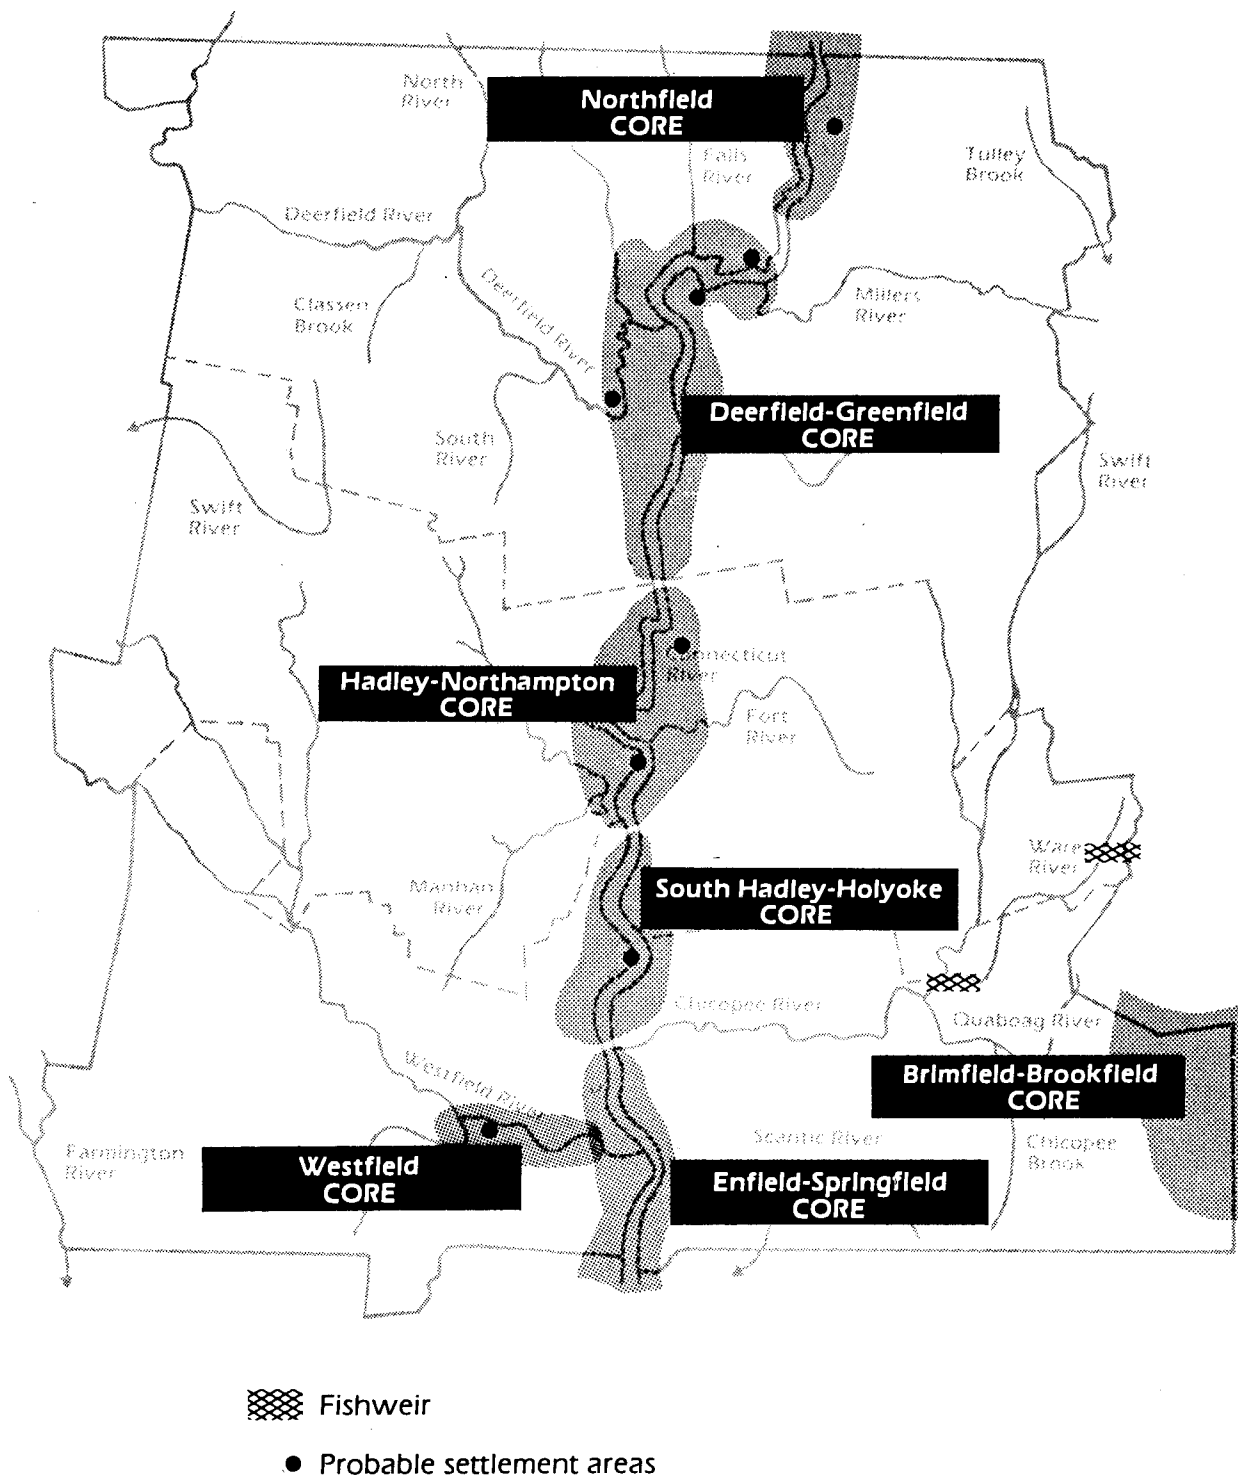 North
River
Northfield
CORE
Falls
River
Tulley
Brook
Deerfield River
Classen
Brook
Deerfield River
Millers
River
Deerfield-Greenfield
CORE
South
River
Swift
River
Swift
River
Connecticut
River
Hadley-Northampton
CORE
Fort
River
Ware
River
Manhan
River
South Hadley-Holyoke
CORE
Chicopee River
Quaboag River
Westfield River
Brimfield-Brookfield
CORE
Farmington
River
Scantic River
Chicopee
Brook
Westfield
CORE
Enfield-Springfield
CORE
Fishweir
Probable settlement areas